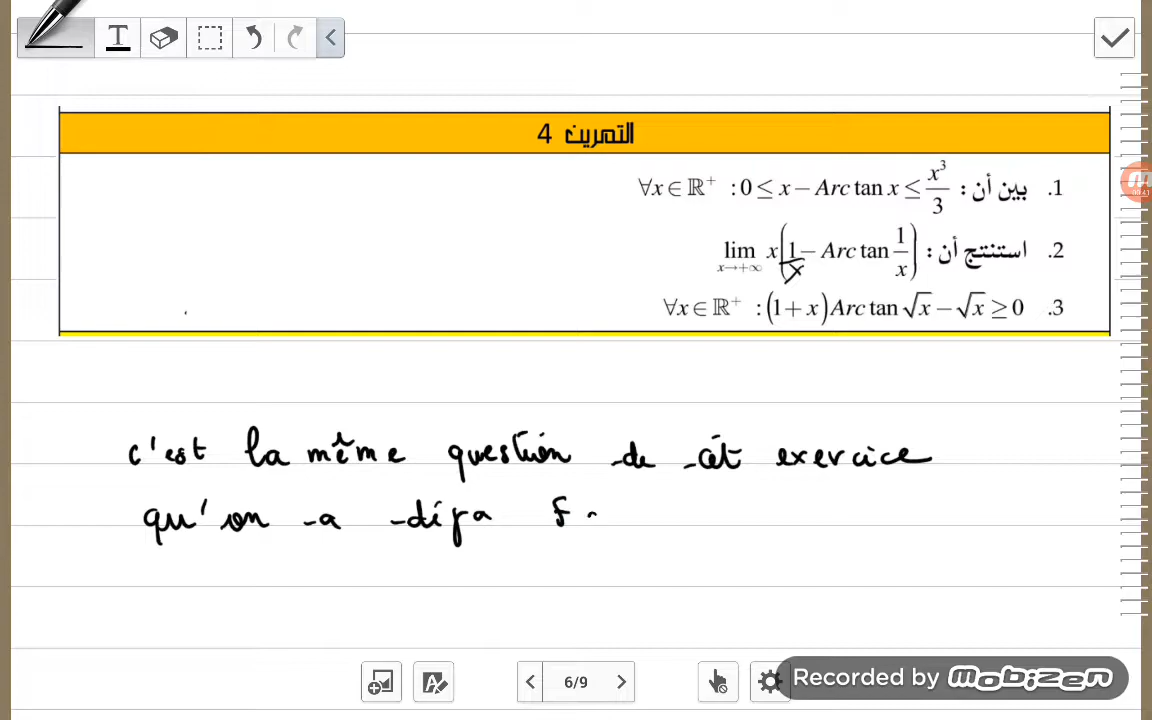 T
التمرين 4
1. بين أن : ∀x ∈ ℝ⁺ : 0 ≤ x − Arc tan x ≤ x³/3
2. استنتج أن : lim x→+∞ x(1/x − Arc tan 1/x)
3. ∀x ∈ ℝ⁺ : (1 + x) Arc tan √x − √x ≥ 0
c'est la même question de cet exercice
qu'on a déja f
6/9
Recorded by mobizen